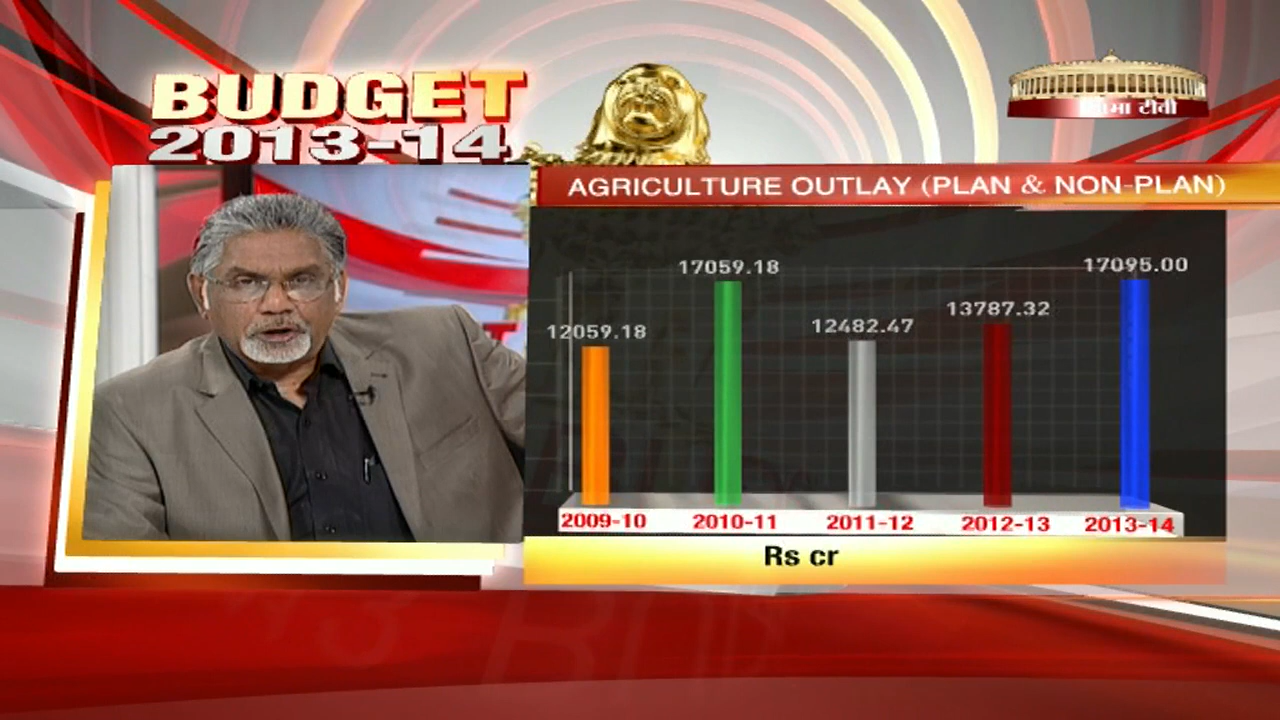 BUDGET
2013-14
टीवी
AGRICULTURE OUTLAY (PLAN & NON-PLAN)
12059.18
17059.18
12482.47
13787.32
17095.00
2009-10
2010-11
2011-12
2012-13
2013-14
Rs cr